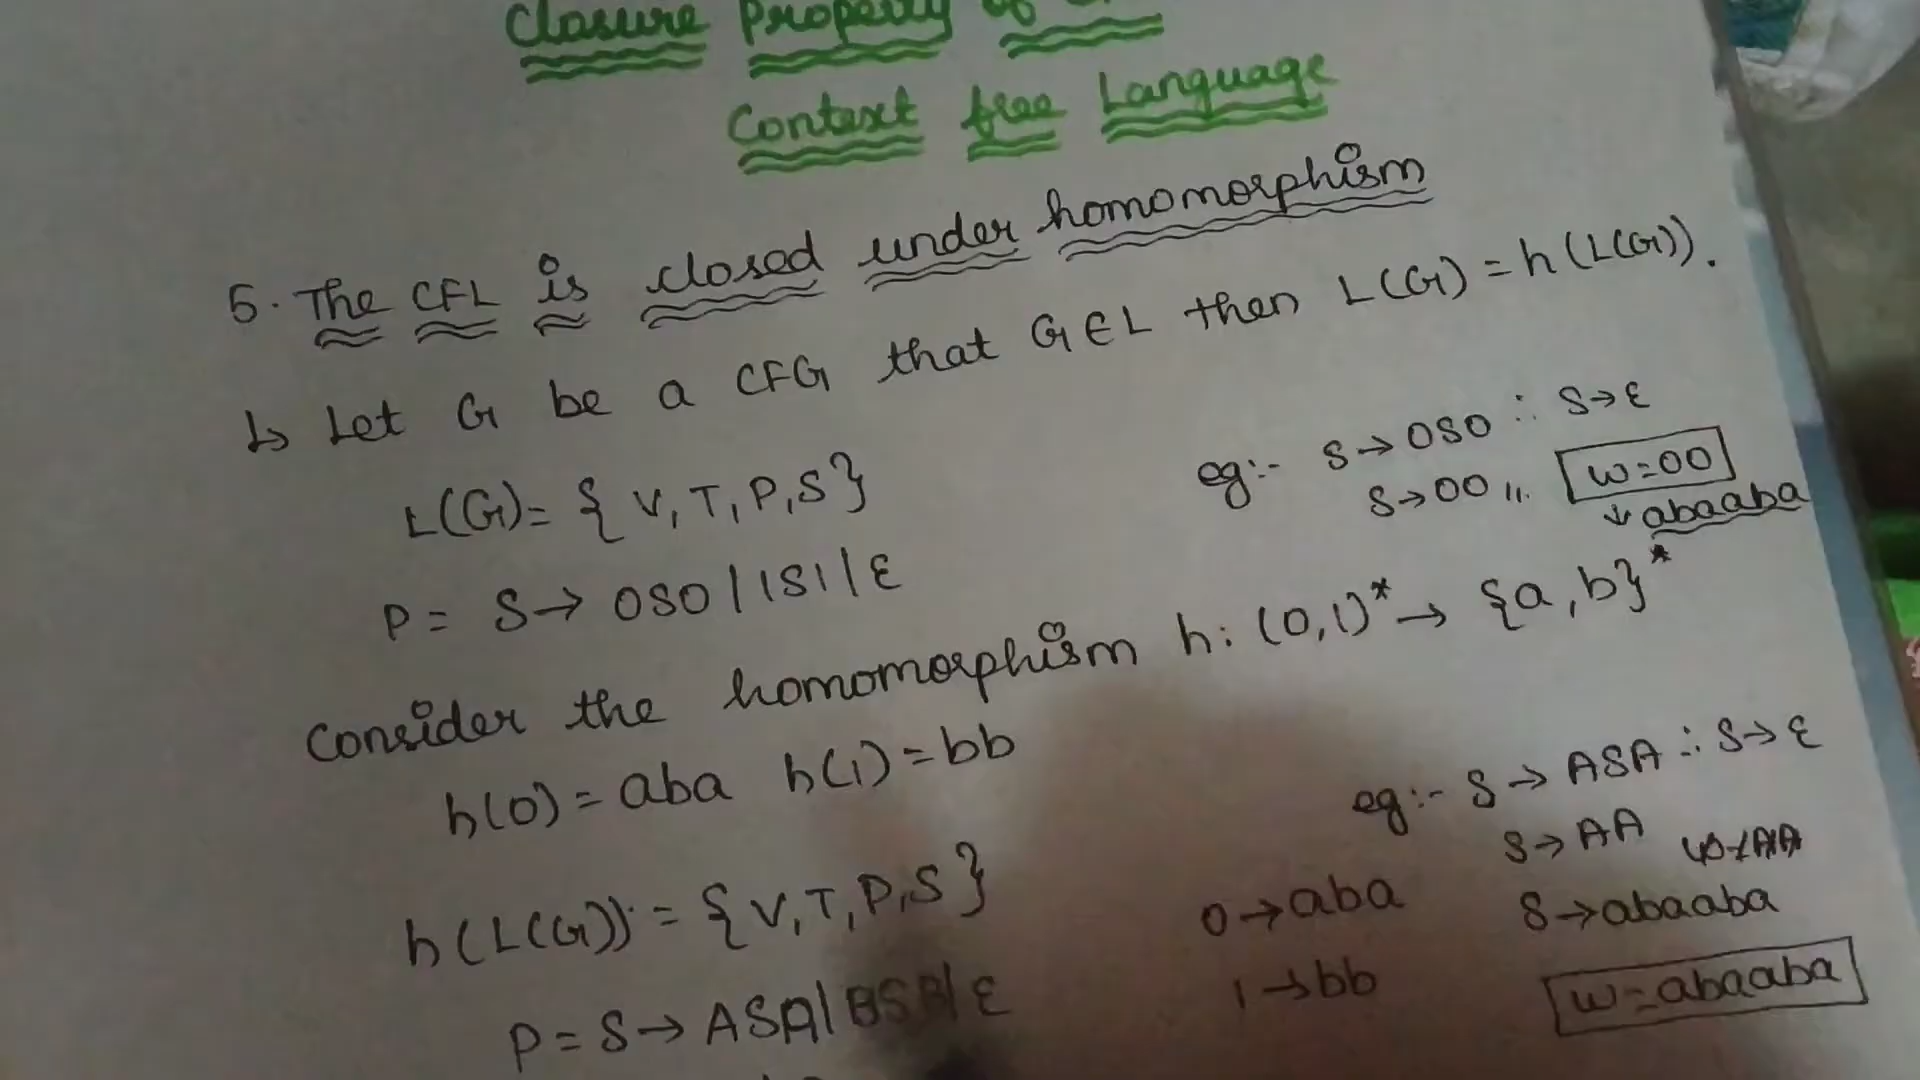 Closure Property of
Context free Language
5. The CFL is closed under homomorphism
↳ Let G be a CFG that G∈L then L(G) = h(L(G)).
L(G) = { V, T, P, S }
eg:- S → 0S0 ∴ S → ε
S → 00 ,, w = 00
↓ abaaba
P = S → 0S0 | 1S1 | ε
Consider the homomorphism h: (0,1)* → {a,b}*
h(0) = aba h(1) = bb
eg:- S → ASA ∴ S → ε
S → AA
h(L(G)) = { V, T, P, S }
0 → aba S → abaaba
1 → bb w = abaaba
P = S → ASA | BSB | ε